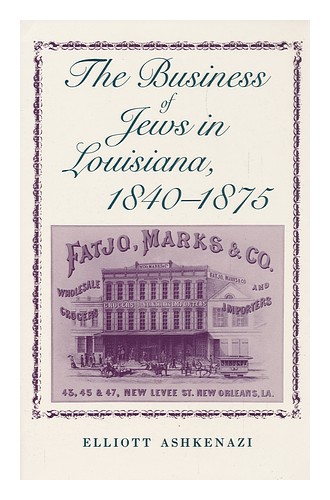 The Business
of
Jews in
Louisiana,
1840–1875
FATJO, MARKS & CO.
WHOLESALE
GROCERS
AND
IMPORTERS
43, 45 & 47, NEW LEVEE ST. NEW ORLEANS, LA.
ELLIOTT ASHKENAZI